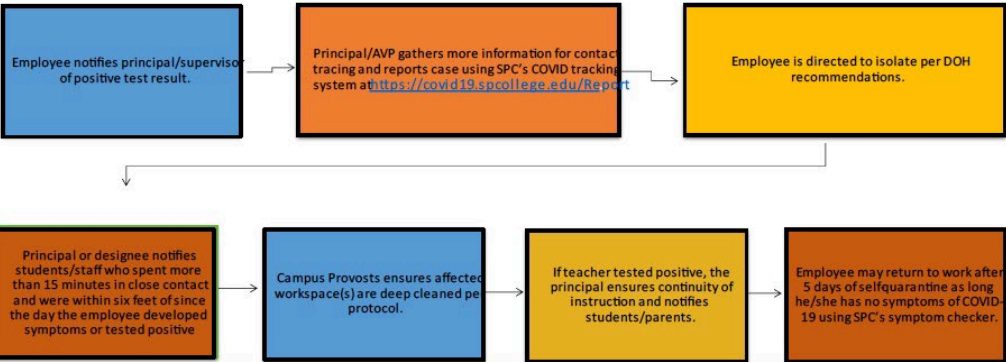 Employee notifies principal/supervisor
of positive test result.
Principal/AVP gathers more information for contact
tracing and reports case using SPC's COVID tracking
system at https://covid19.spcollege.edu/Report
Employee is directed to isolate per DOH
recommendations.
Principal or designee notifies
students/staff who spent more
than 15 minutes in close contact
and were within six feet of since
the day the employee developed
symptoms or tested positive
Campus Provosts ensures affected
workspace(s) are deep cleaned per
protocol.
If teacher tested positive, the
principal ensures continuity of
instruction and notifies
students/parents.
Employee may return to work after
5 days of selfquarantine as long
he/she has no symptoms of COVID-
19 using SPC's symptom checker.